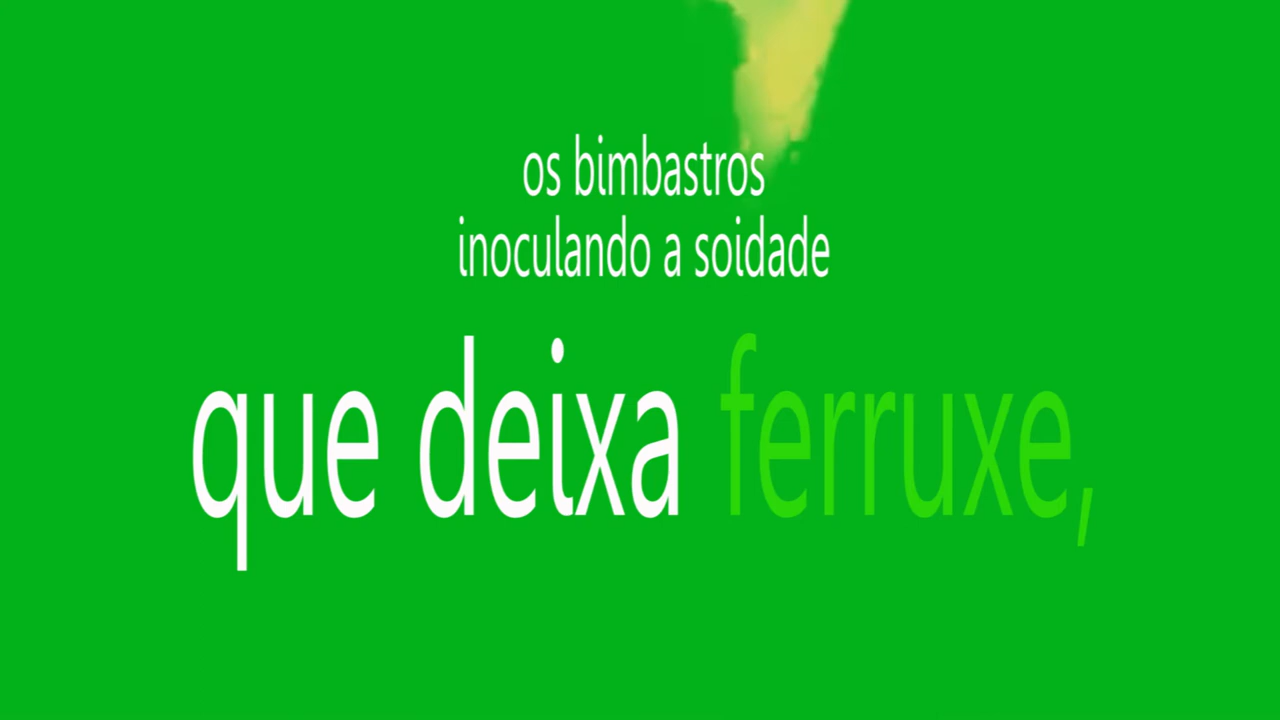 os bimbastros
inoculando a soidade
que deixa ferruxe,